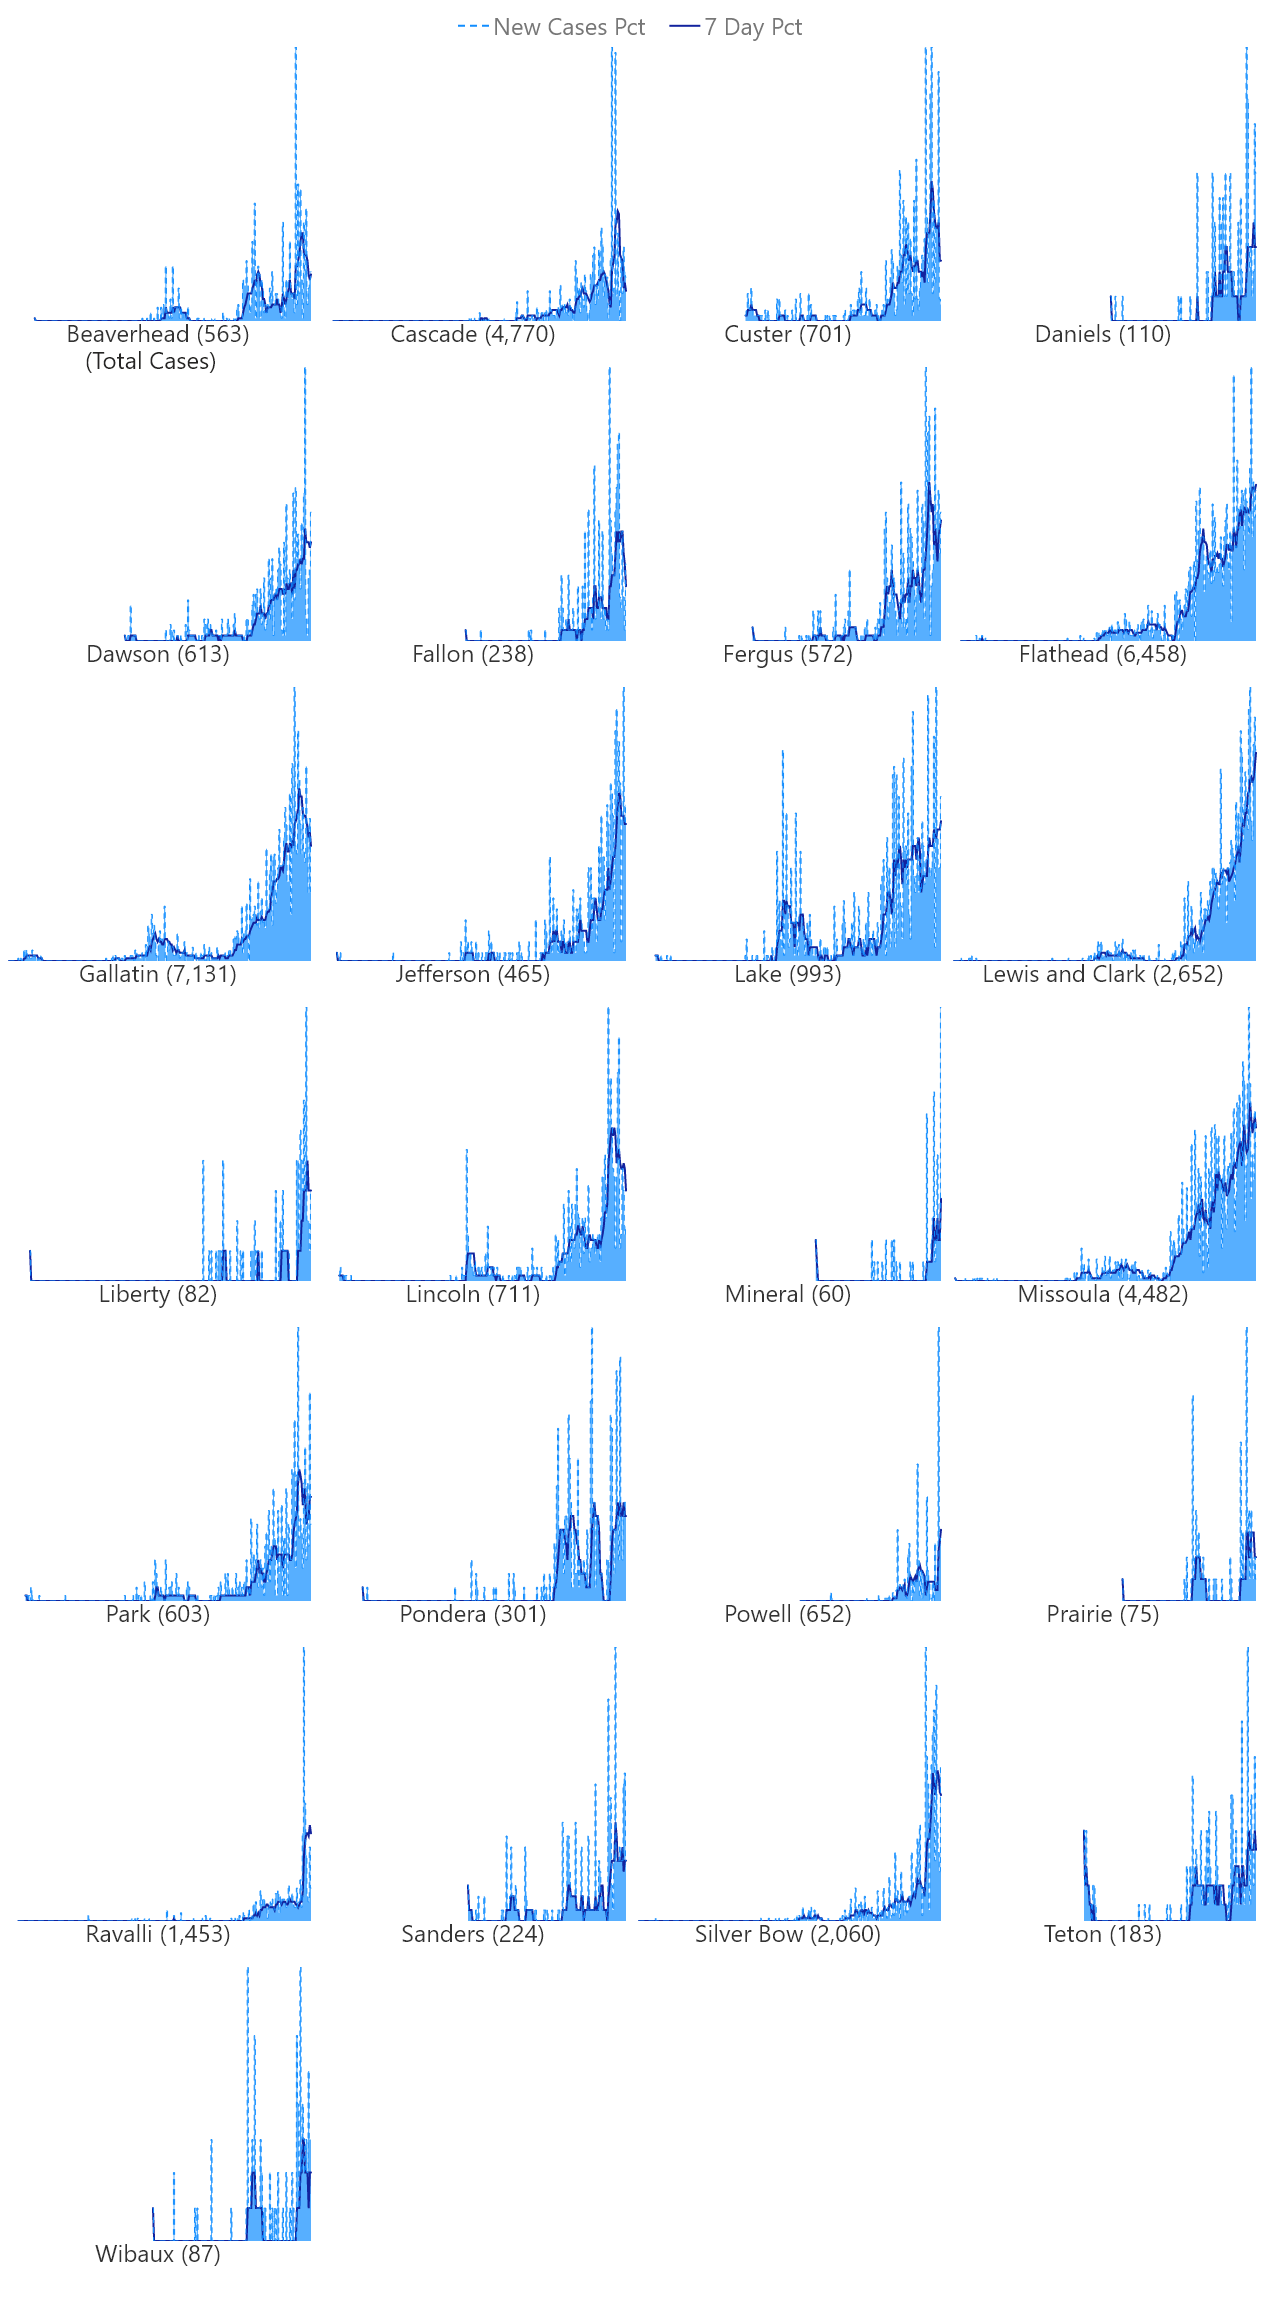 New Cases Pct 7 Day Pct
Beaverhead (563) Cascade (4,770) Custer (701) Daniels (110)
(Total Cases)
Dawson (613) Fallon (238) Fergus (572) Flathead (6,458)
Gallatin (7,131) Jefferson (465) Lake (993) Lewis and Clark (2,652)
Liberty (82) Lincoln (711) Mineral (60) Missoula (4,482)
Park (603) Pondera (301) Powell (652) Prairie (75)
Ravalli (1,453) Sanders (224) Silver Bow (2,060) Teton (183)
Wibaux (87)